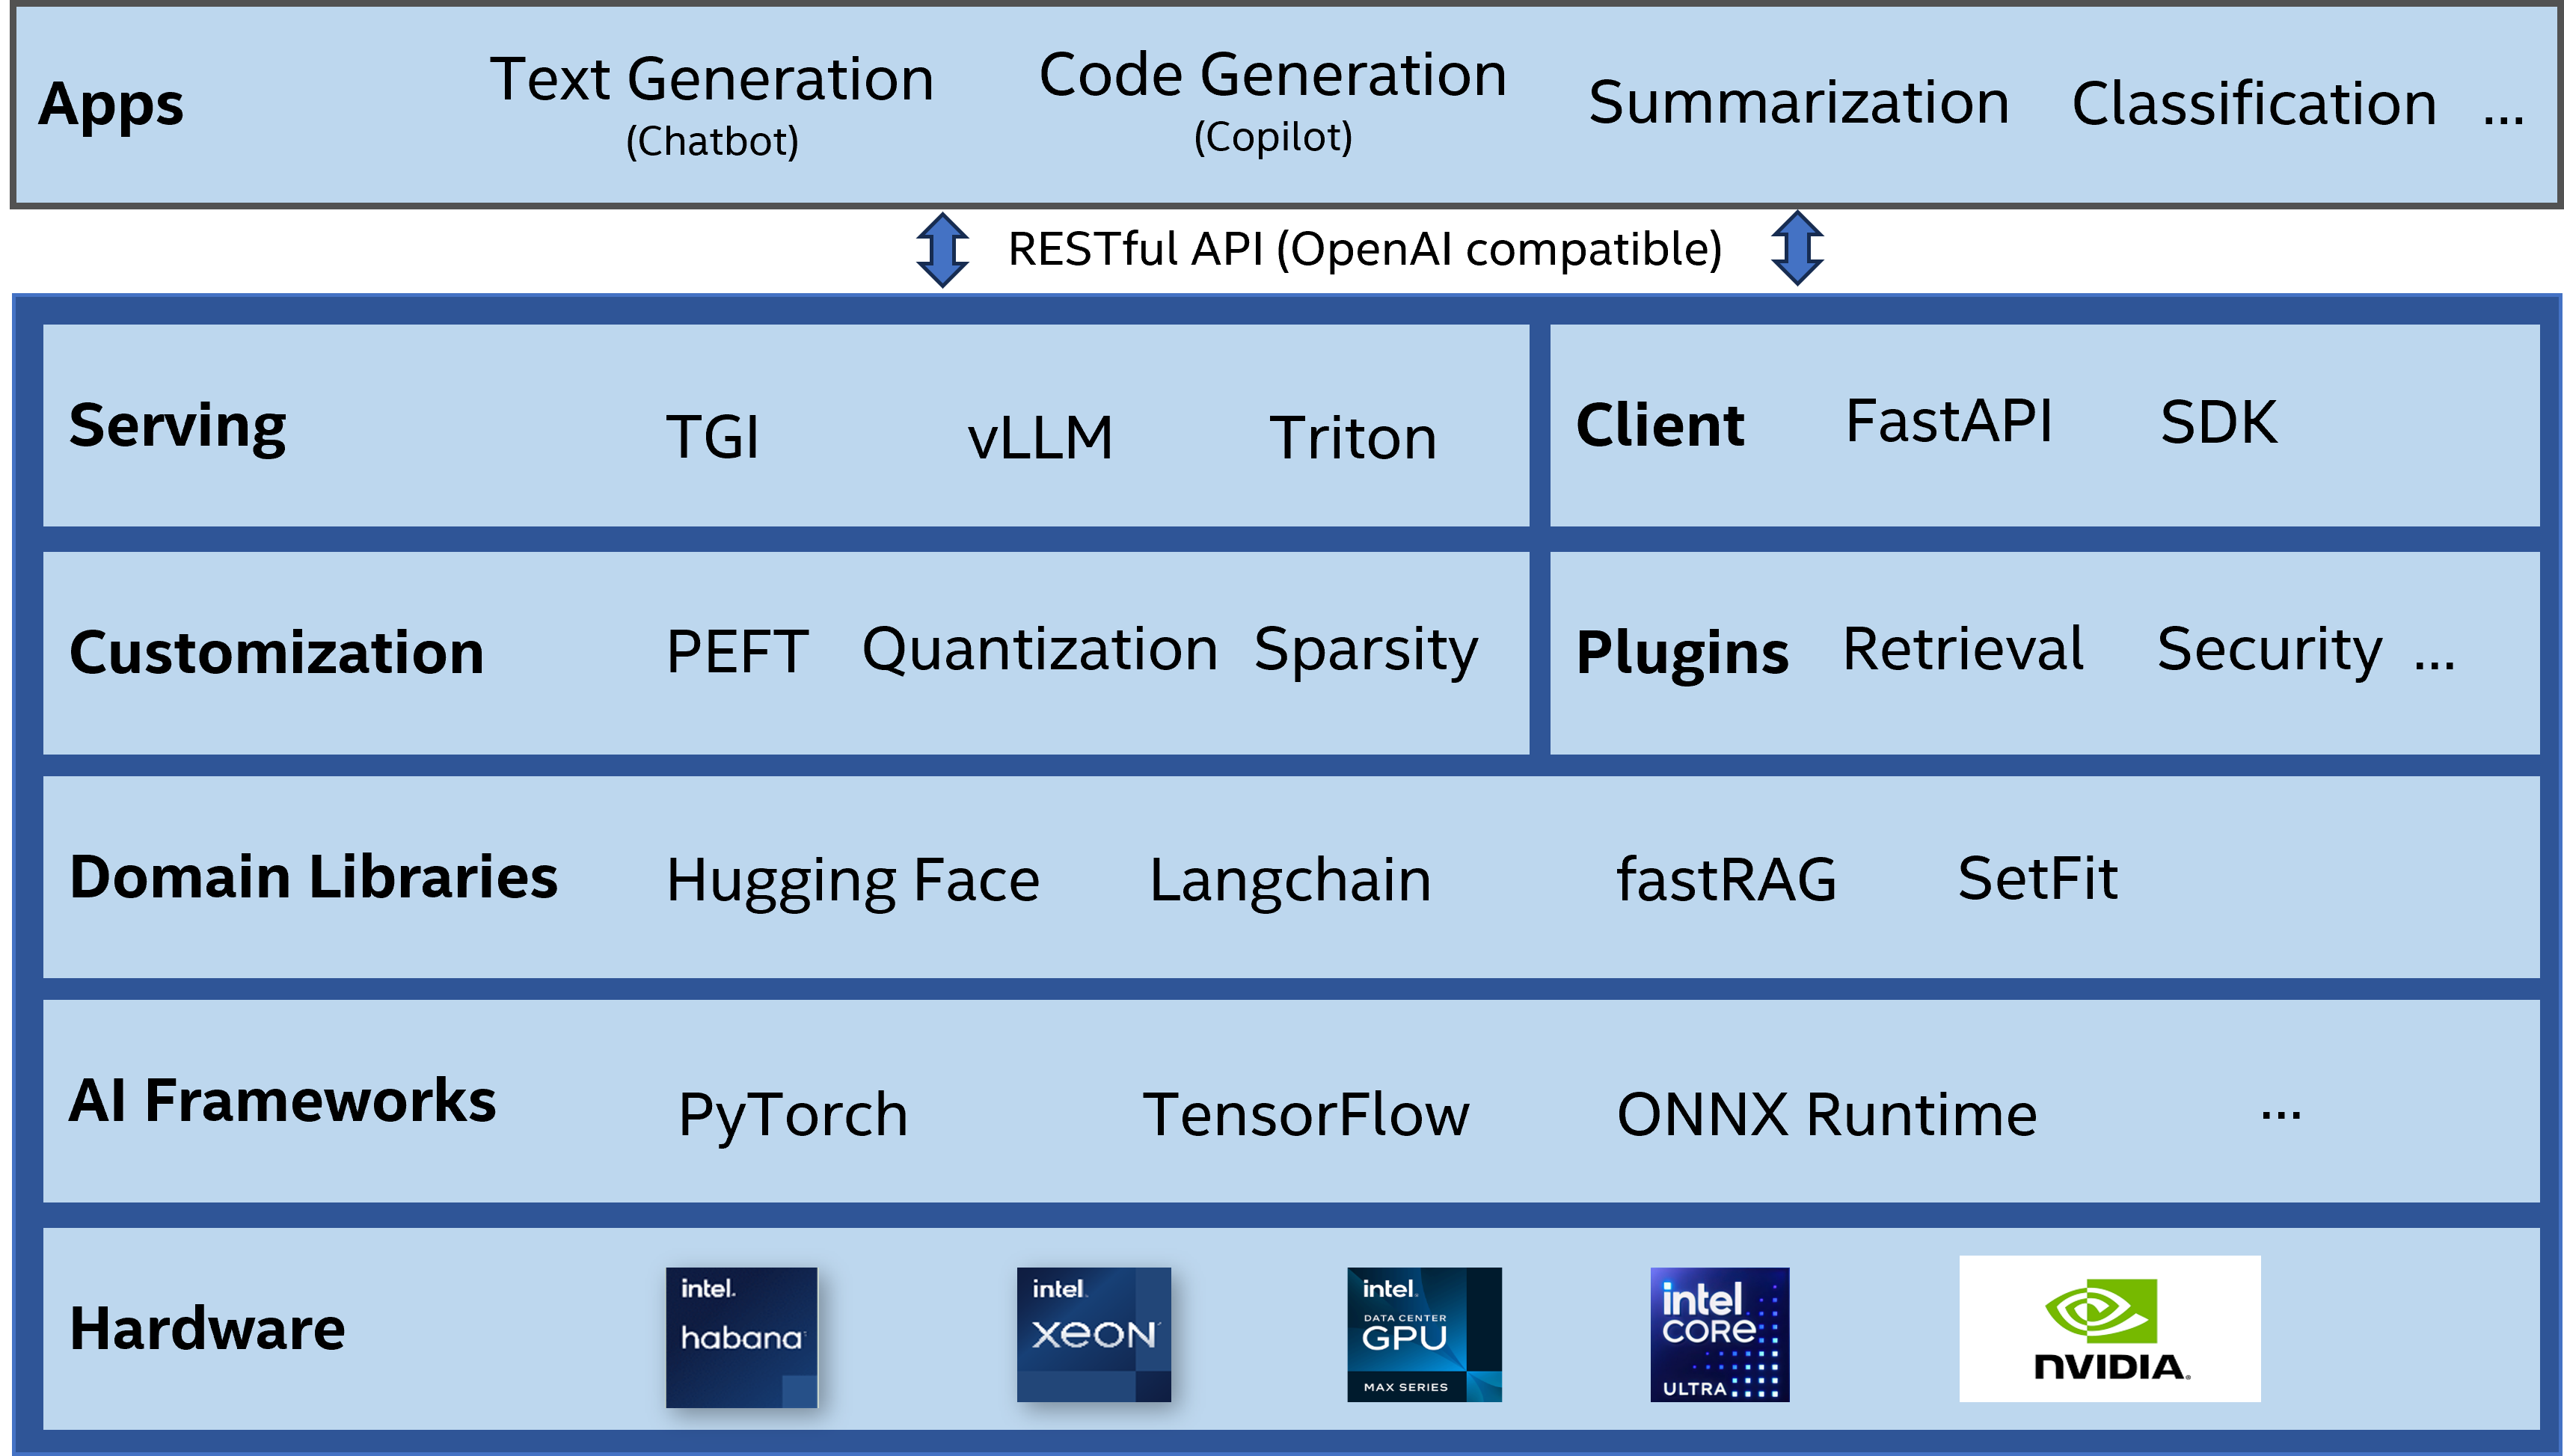 Apps
Text Generation
(Chatbot)
Code Generation
(Copilot)
Summarization
Classification ...
RESTful API (OpenAI compatible)
Serving
TGI
vLLM
Triton
Client
FastAPI
SDK
Customization
PEFT
Quantization
Sparsity
Plugins
Retrieval
Security ...
Domain Libraries
Hugging Face
Langchain
fastRAG
SetFit
AI Frameworks
PyTorch
TensorFlow
ONNX Runtime
...
Hardware
intel.
habana
intel.
xeon
intel.
DATA CENTER
GPU
MAX SERIES
intel
CORE
ULTRA
NVIDIA.